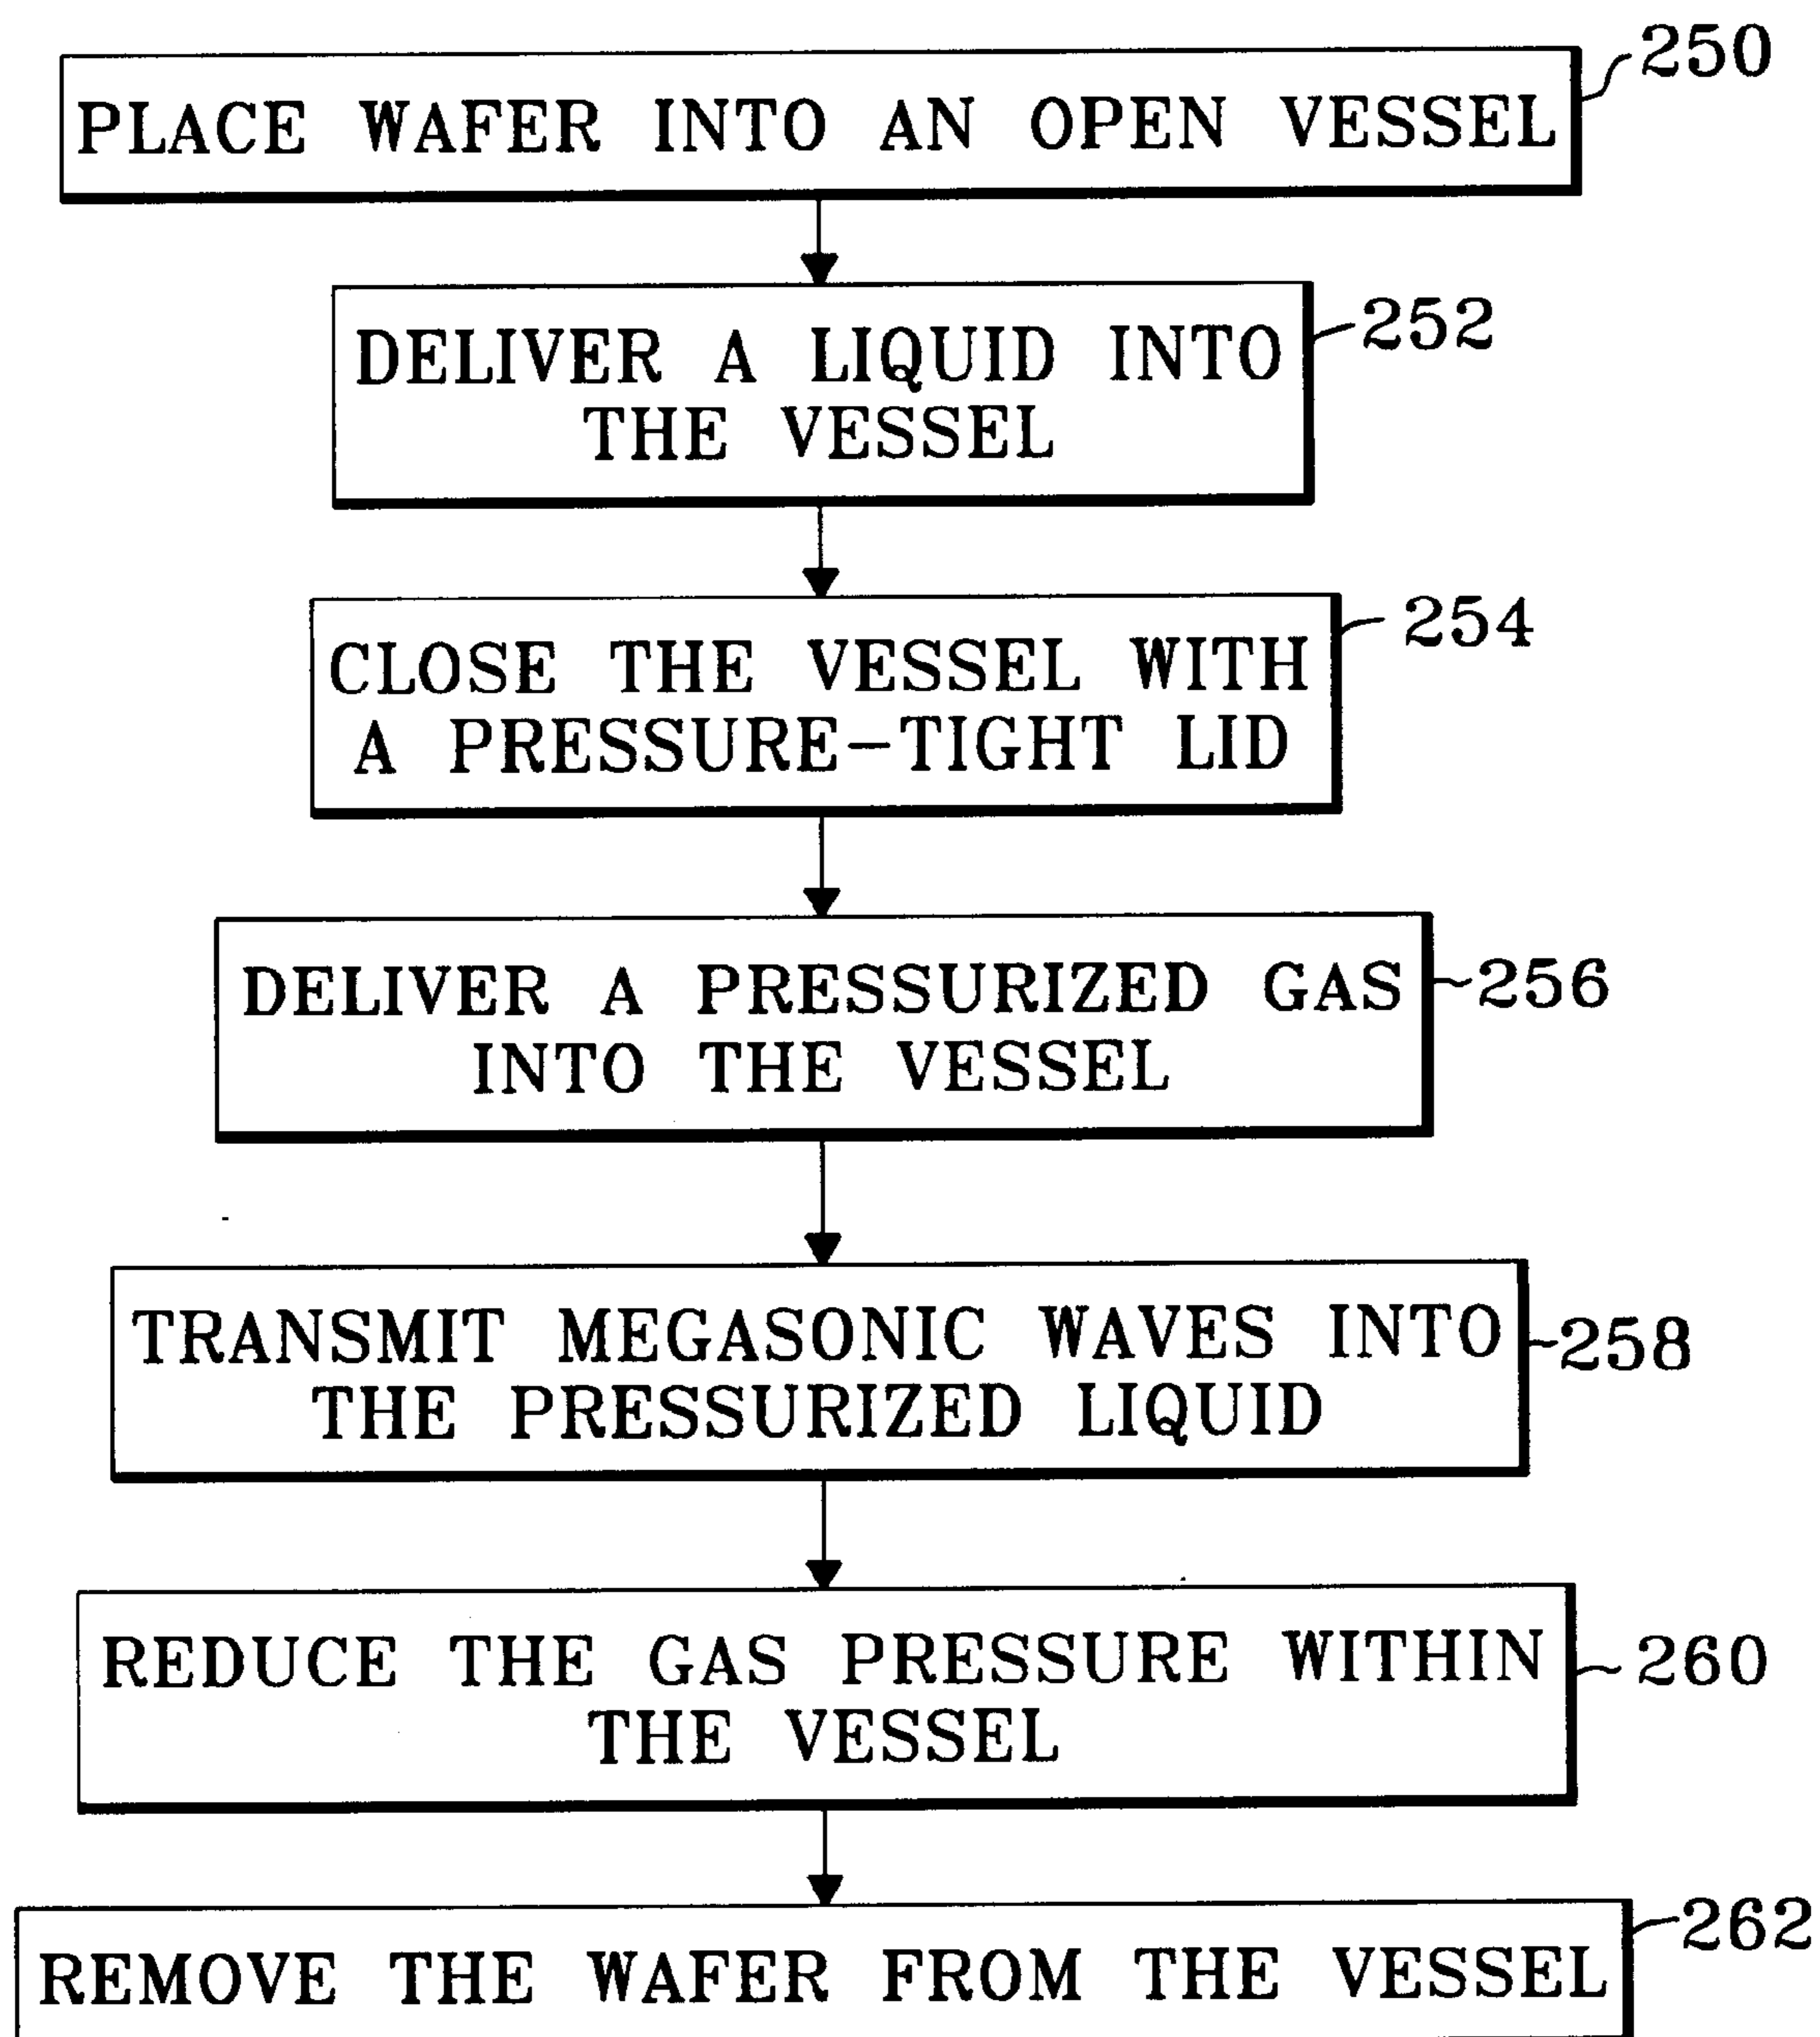 250
PLACE WAFER INTO AN OPEN VESSEL
252
DELIVER A LIQUID INTO
THE VESSEL
254
CLOSE THE VESSEL WITH
A PRESSURE-TIGHT LID
DELIVER A PRESSURIZED GAS
256
INTO THE VESSEL
TRANSMIT MEGASONIC WAVES INTO
258
THE PRESSURIZED LIQUID
REDUCE THE GAS PRESSURE WITHIN
260
THE VESSEL
262
REMOVE THE WAFER FROM THE VESSEL